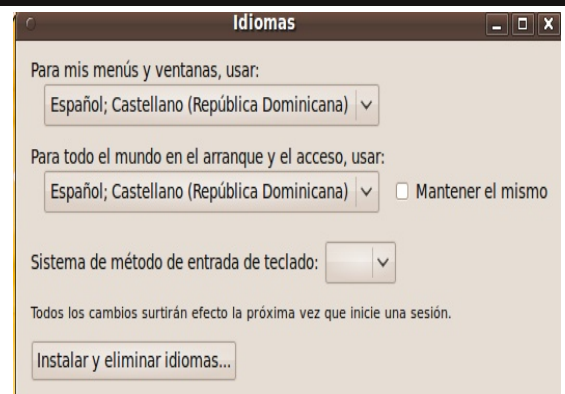 Idiomas
Para mis menús y ventanas, usar:
Español; Castellano (República Dominicana)
Para todo el mundo en el arranque y el acceso, usar:
Español; Castellano (República Dominicana) Mantener el mismo
Sistema de método de entrada de teclado:
Todos los cambios surtirán efecto la próxima vez que inicie una sesión.
Instalar y eliminar idiomas...